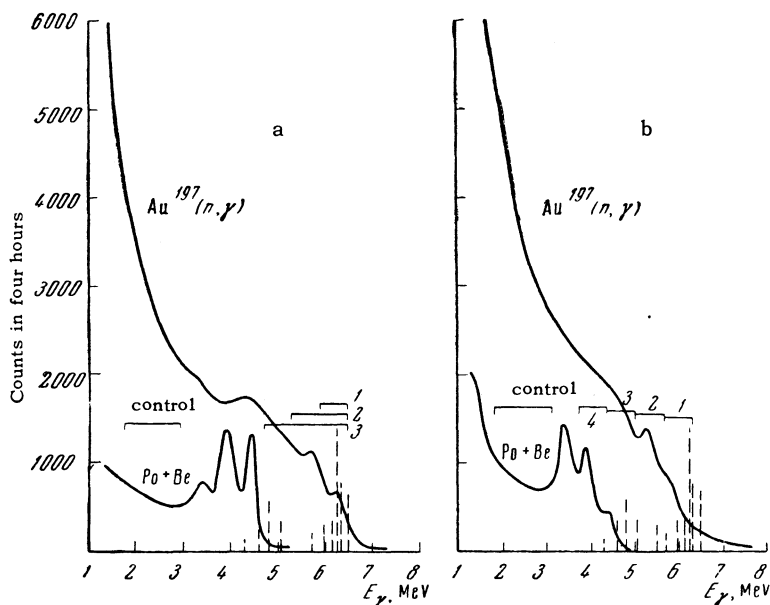 6000
5000
4000
3000
2000
1000
Counts in four hours
a
Au¹⁹⁷(n,γ)
control
1
2
3
Po+Be
1 2 3 4 5 6 7 8
Eγ, MeV
b
Au¹⁹⁷(n,γ)
control
4 3 2 1
Po+Be
1 2 3 4 5 6 7 8
Eγ, MeV